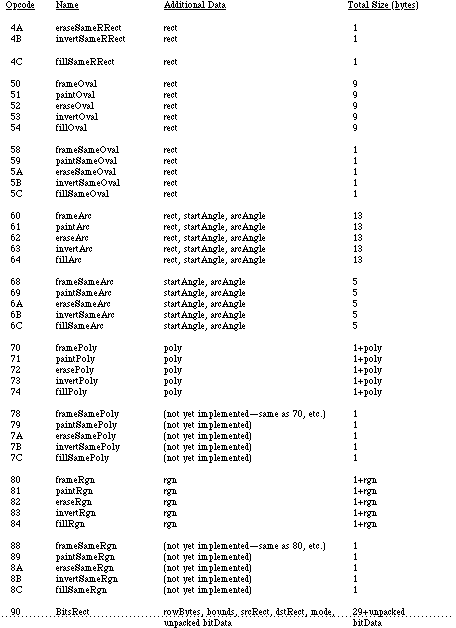 Opcode Name Additional Data Total Size (bytes)
4A eraseSameRRect rect 1
4B invertSameRRect rect 1
4C fillSameRRect rect 1
50 frameOval rect 9
51 paintOval rect 9
52 eraseOval rect 9
53 invertOval rect 9
54 fillOval rect 9
58 frameSameOval rect 1
59 paintSameOval rect 1
5A eraseSameOval rect 1
5B invertSameOval rect 1
5C fillSameOval rect 1
60 frameArc rect, startAngle, arcAngle 13
61 paintArc rect, startAngle, arcAngle 13
62 eraseArc rect, startAngle, arcAngle 13
63 invertArc rect, startAngle, arcAngle 13
64 fillArc rect, startAngle, arcAngle 13
68 frameSameArc startAngle, arcAngle 5
69 paintSameArc startAngle, arcAngle 5
6A eraseSameArc startAngle, arcAngle 5
6B invertSameArc startAngle, arcAngle 5
6C fillSameArc startAngle, arcAngle 5
70 framePoly poly 1+poly
71 paintPoly poly 1+poly
72 erasePoly poly 1+poly
73 invertPoly poly 1+poly
74 fillPoly poly 1+poly
78 frameSamePoly (not yet implemented—same as 70, etc.) 1
79 paintSamePoly (not yet implemented) 1
7A eraseSamePoly (not yet implemented) 1
7B invertSamePoly (not yet implemented) 1
7C fillSamePoly (not yet implemented) 1
80 frameRgn rgn 1+rgn
81 paintRgn rgn 1+rgn
82 eraseRgn rgn 1+rgn
83 invertRgn rgn 1+rgn
84 fillRgn rgn 1+rgn
88 frameSameRgn (not yet implemented—same as 80, etc.) 1
89 paintSameRgn (not yet implemented) 1
8A eraseSameRgn (not yet implemented) 1
8B invertSameRgn (not yet implemented) 1
8C fillSameRgn (not yet implemented) 1
90 BitsRect rowBytes, bounds, srcRect, dstRect, mode, 29+unpacked
unpacked bitData bitData